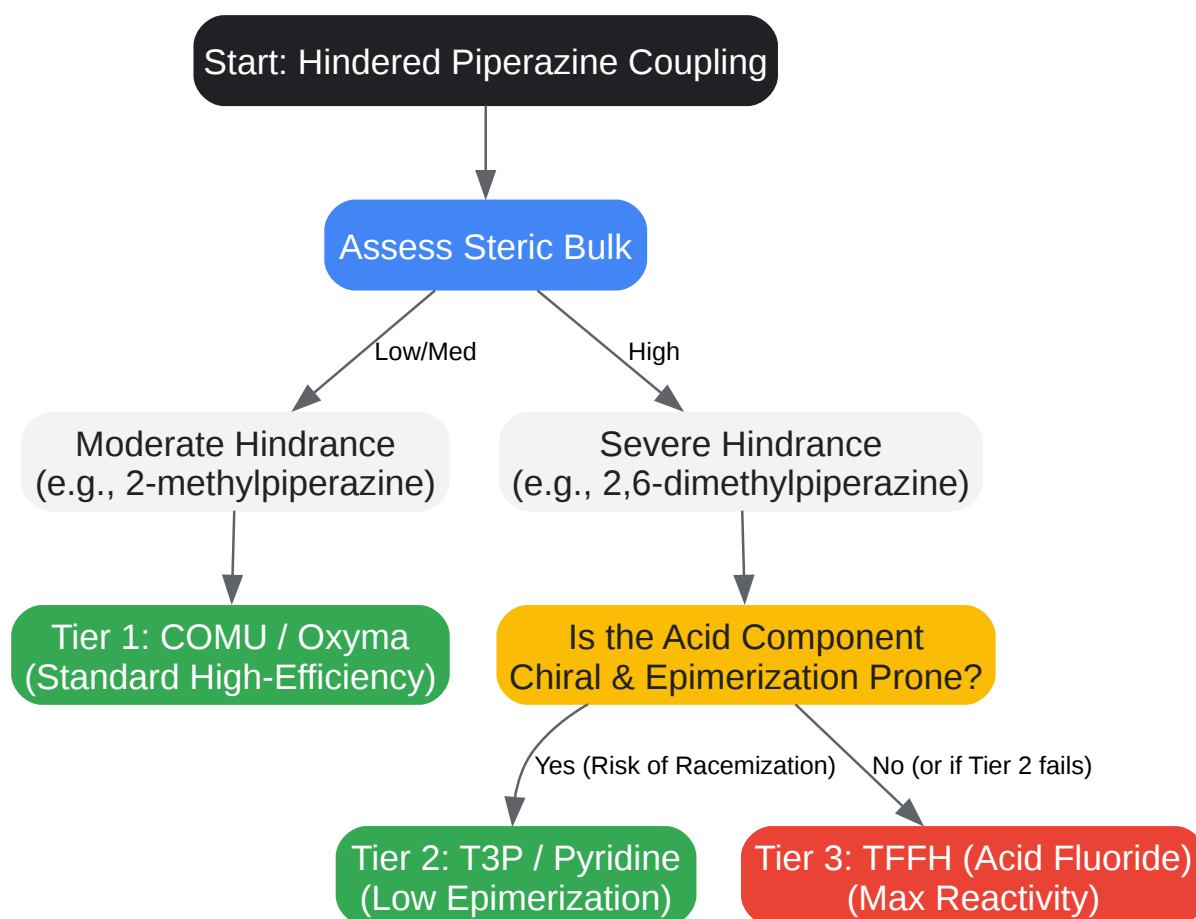 Start: Hindered Piperazine Coupling
Assess Steric Bulk
Low/Med
High
Moderate Hindrance
(e.g., 2-methylpiperazine)
Severe Hindrance
(e.g., 2,6-dimethylpiperazine)
Tier 1: COMU / Oxyma
(Standard High-Efficiency)
Is the Acid Component
Chiral & Epimerization Prone?
Yes (Risk of Racemization)
No (or if Tier 2 fails)
Tier 2: T3P / Pyridine
(Low Epimerization)
Tier 3: TFFH (Acid Fluoride)
(Max Reactivity)